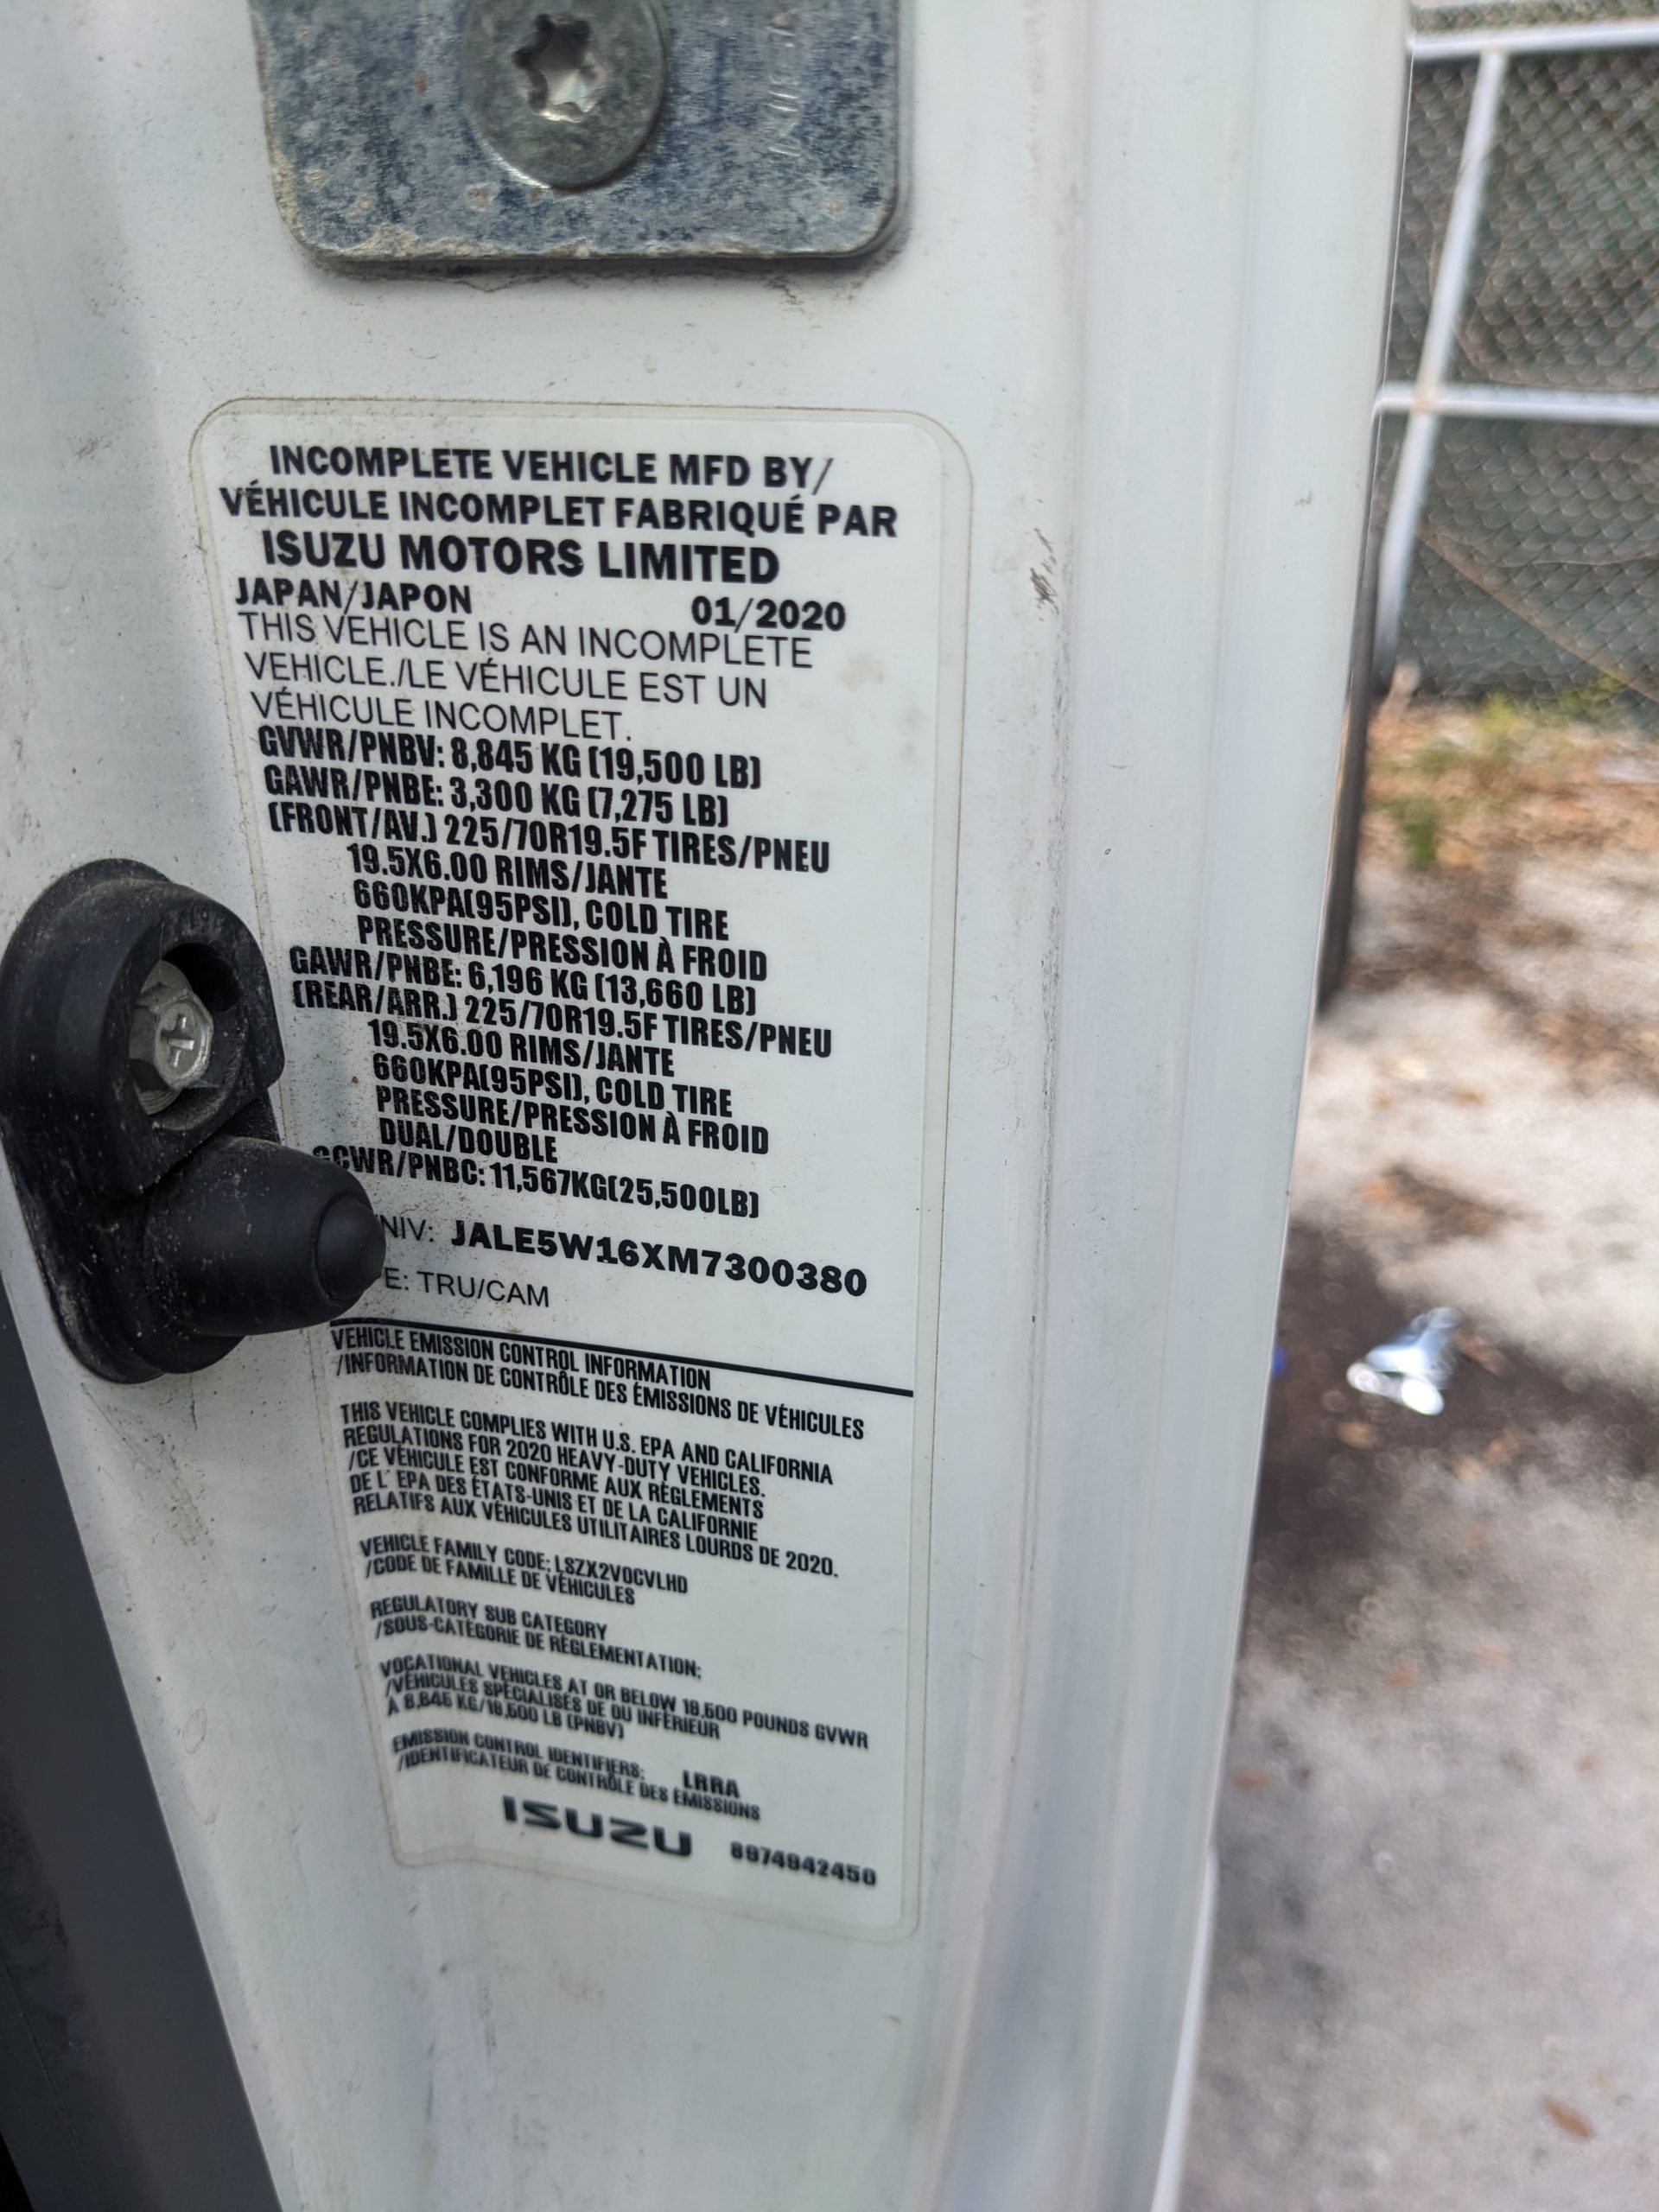 INCOMPLETE VEHICLE MFD BY/
VÉHICULE INCOMPLET FABRIQUÉ PAR
ISUZU MOTORS LIMITED
JAPAN/JAPON 01/2020
THIS VEHICLE IS AN INCOMPLETE
VEHICLE./LE VÉHICULE EST UN
VÉHICULE INCOMPLET.
GVWR/PNBV: 8,845 KG (19,500 LB)
GAWR/PNBE: 3,300 KG (7,275 LB)
(FRONT/AV.) 225/70R19.5F TIRES/PNEU
19.5X6.00 RIMS/JANTE
660KPA(95PSI), COLD TIRE
PRESSURE/PRESSION À FROID
GAWR/PNBE: 6,196 KG (13,660 LB)
(REAR/ARR.) 225/70R19.5F TIRES/PNEU
19.5X6.00 RIMS/JANTE
660KPA(95PSI), COLD TIRE
PRESSURE/PRESSION À FROID
DUAL/DOUBLE
GCWR/PNBC: 11,567KG(25,500LB)
NIV: JALE5W16XM7300380
E: TRU/CAM
VEHICLE EMISSION CONTROL INFORMATION
/INFORMATION DE CONTRÔLE DES ÉMISSIONS DE VÉHICULES
THIS VEHICLE COMPLIES WITH U.S. EPA AND CALIFORNIA
REGULATIONS FOR 2020 HEAVY-DUTY VEHICLES.
/CE VÉHICULE EST CONFORME AUX RÈGLEMENTS
DE L'EPA DES ÉTATS-UNIS ET DE LA CALIFORNIE
RELATIFS AUX VÉHICULES UTILITAIRES LOURDS DE 2020.
VEHICLE FAMILY CODE: LSZX2VOCVLHD
/CODE DE FAMILLE DE VÉHICULES
REGULATORY SUB CATEGORY
/SOUS-CATÉGORIE DE RÈGLEMENTATION:
VOCATIONAL VEHICLES AT OR BELOW 19,500 POUNDS GVWR
/VÉHICULES SPÉCIALISÉS DE OU INFÉRIEUR
À 8,845 KG/19,500 LB (PNBV)
EMISSION CONTROL IDENTIFIERS: LRRA
/IDENTIFICATEUR DE CONTRÔLE DES ÉMISSIONS
ISUZU 8974942450